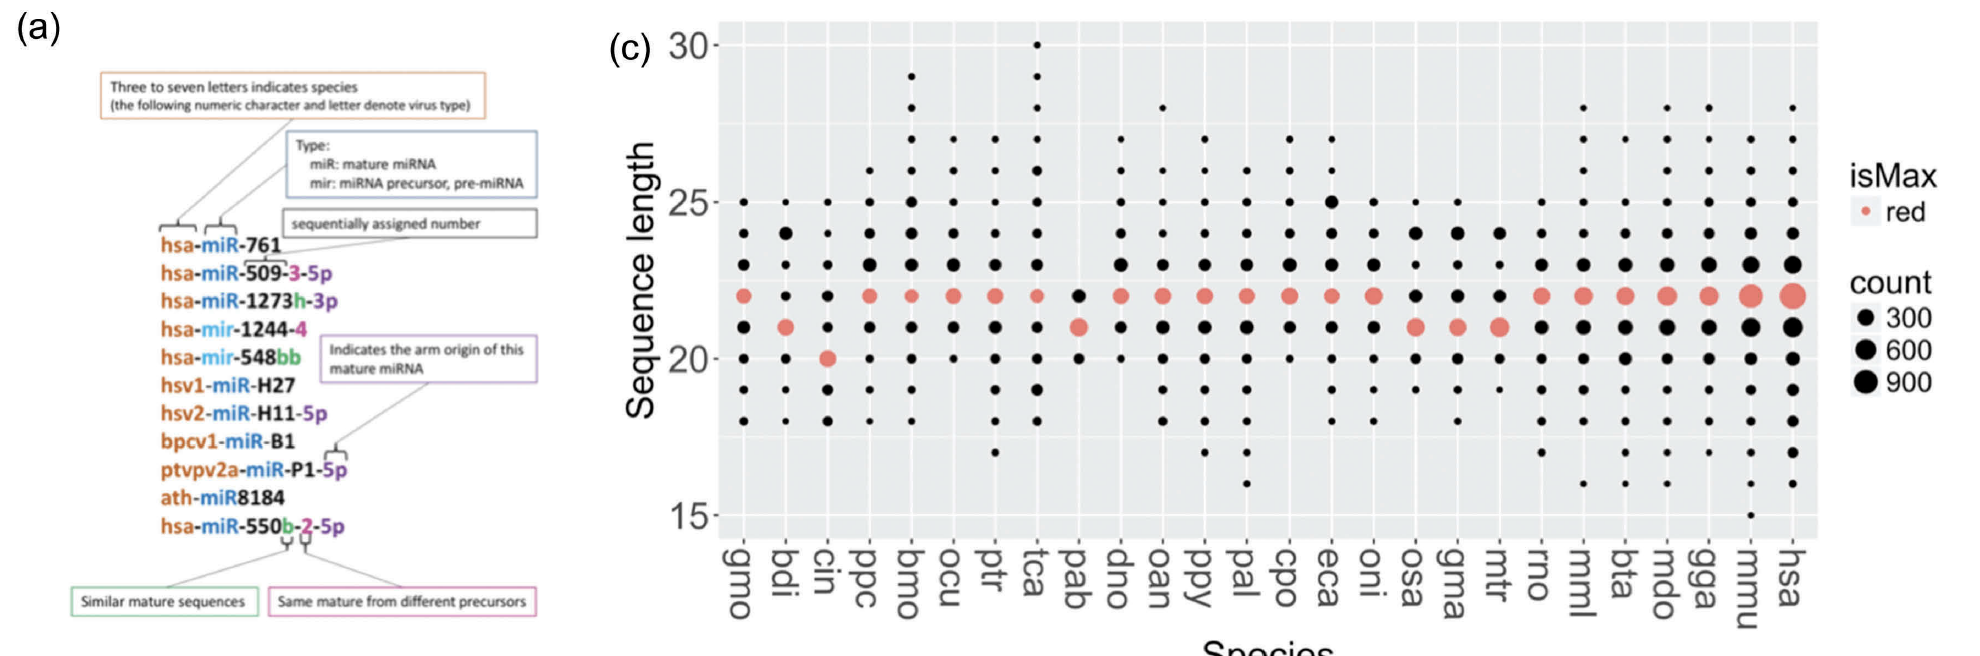 (a)
Three to seven letters indicates species
(the following numeric character and letter denote virus type)
Type:
miR: mature miRNA
mir: miRNA precursor, pre-miRNA
sequentially assigned number
hsa-miR-761
hsa-miR-509-3-5p
hsa-miR-1273h-3p
hsa-mir-1244-4
hsa-mir-548bb
Indicates the arm origin of this
mature miRNA
hsv1-miR-H27
hsv2-miR-H11-5p
bpcv1-miR-B1
ptvpv2a-miR-P1-5p
ath-miR8184
hsa-miR-550b-2-5p
Similar mature sequences
Same mature from different precursors
(c)
Sequence length
30
25
20
15
gmo
bdi
cin
ppc
bmo
ocu
ptr
tca
pab
dno
oan
ppy
pal
cpo
eca
oni
osa
gma
mtr
rno
mml
bta
mdo
gga
mmu
hsa
Species
isMax
red
count
300
600
900